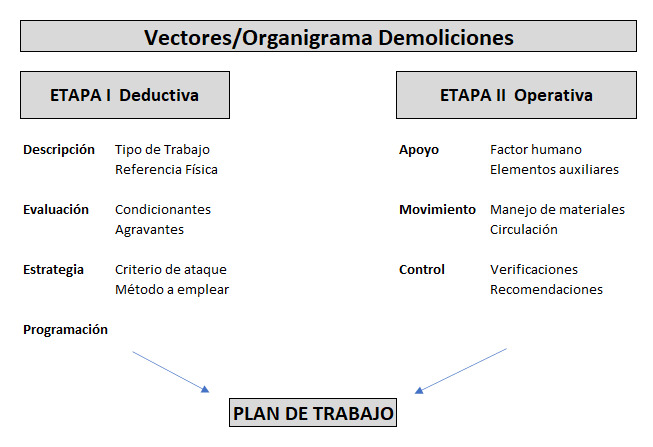 Vectores/Organigrama Demoliciones
ETAPA I Deductiva
Descripción Tipo de Trabajo
Referencia Física
Evaluación Condicionantes
Agravantes
Estrategia Criterio de ataque
Método a emplear
Programación
ETAPA II Operativa
Apoyo Factor humano
Elementos auxiliares
Movimiento Manejo de materiales
Circulación
Control Verificaciones
Recomendaciones
PLAN DE TRABAJO